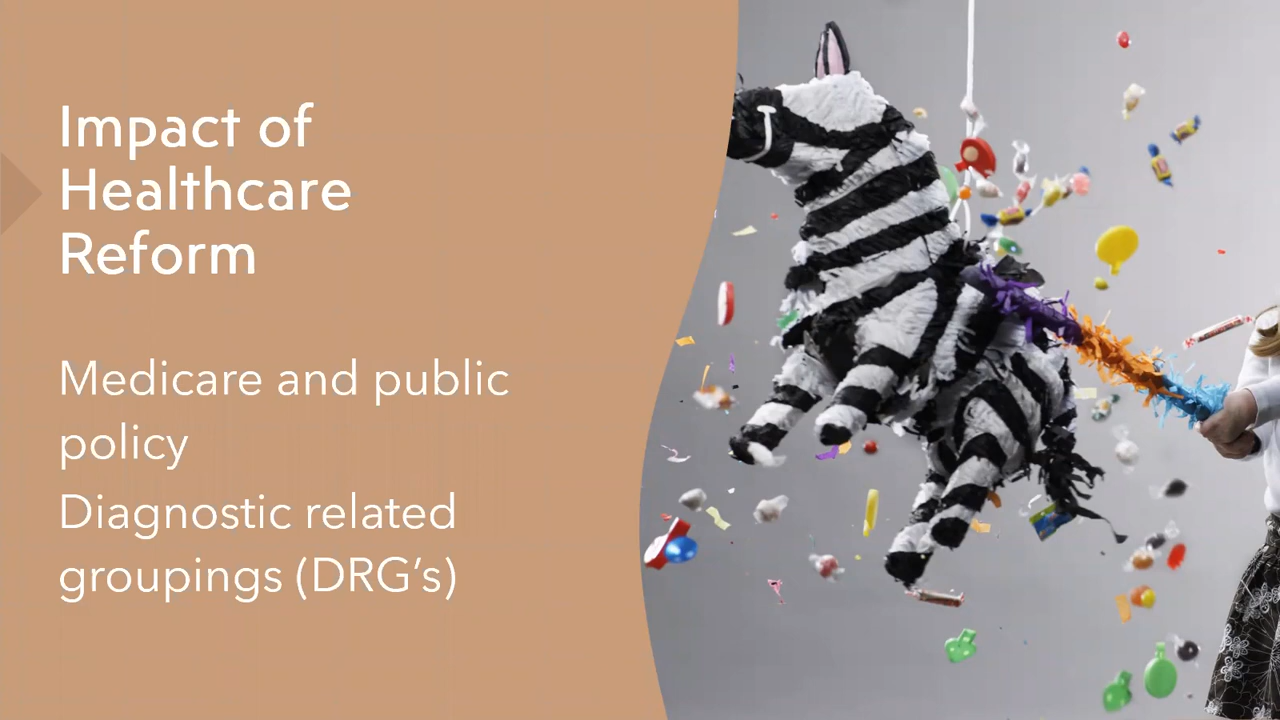 Impact of
Healthcare
Reform
Medicare and public
policy
Diagnostic related
groupings (DRG’s)